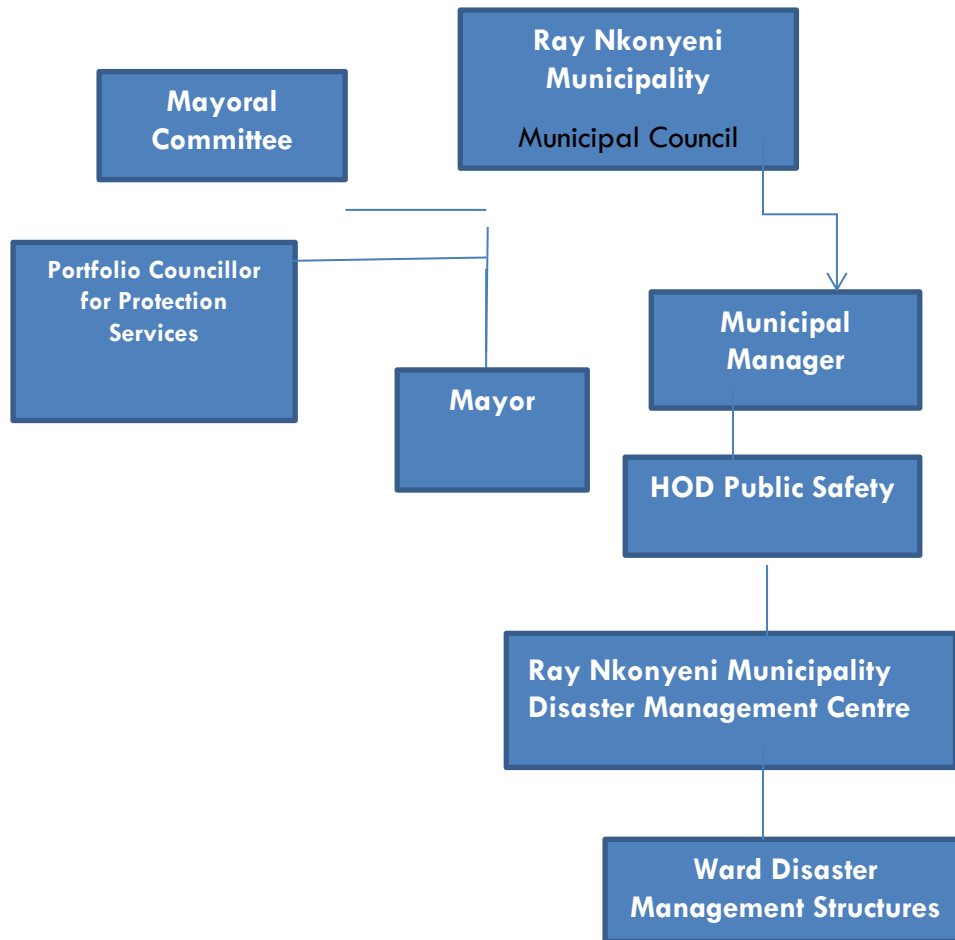 Ray Nkonyeni
Municipality
Municipal Council
Mayoral
Committee
Portfolio Councillor
for Protection
Services
Municipal
Manager
Mayor
HOD Public Safety
Ray Nkonyeni Municipality
Disaster Management Centre
Ward Disaster
Management Structures